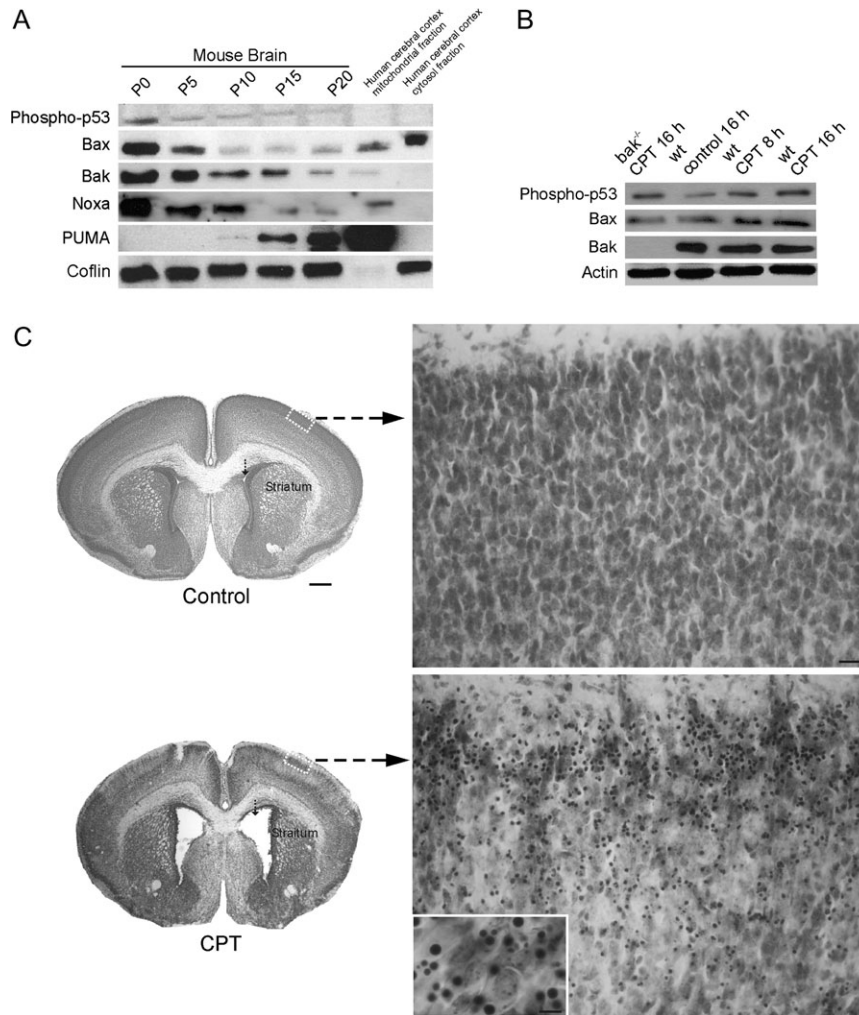 A
Mouse Brain
P0 P5 P10 P15 P20
Human cerebral cortex
mitochondrial fraction
Human cerebral cortex
cytosol fraction
Phospho-p53
Bax
Bak
Noxa
PUMA
Coflin
B
bak-/-
CPT 16 h
wt
control 16 h
wt
CPT 8 h
wt
CPT 16 h
Phospho-p53
Bax
Bak
Actin
C
Striatum
Control
Straitum
CPT